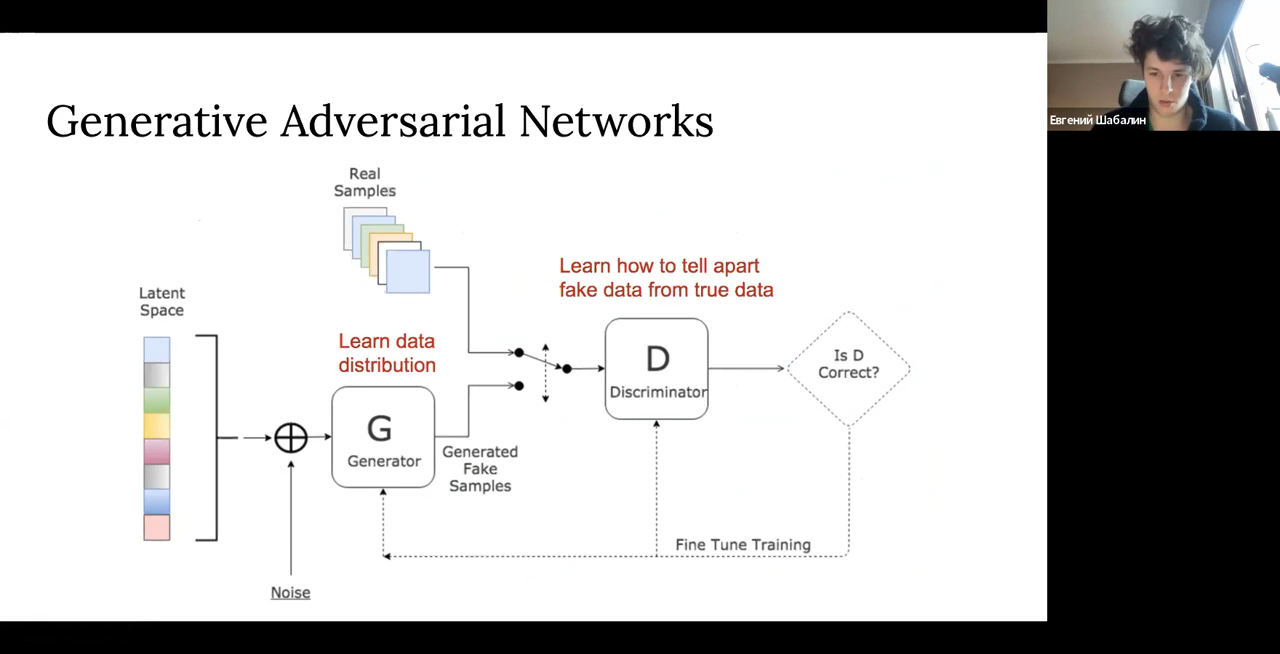 Generative Adversarial Networks
Real
Samples
Learn how to tell apart
fake data from true data
Latent
Space
Learn data
distribution
D
Discriminator
Is D
Correct?
G
Generator
Generated
Fake
Samples
Fine Tune Training
Noise
Евгений Шабалин